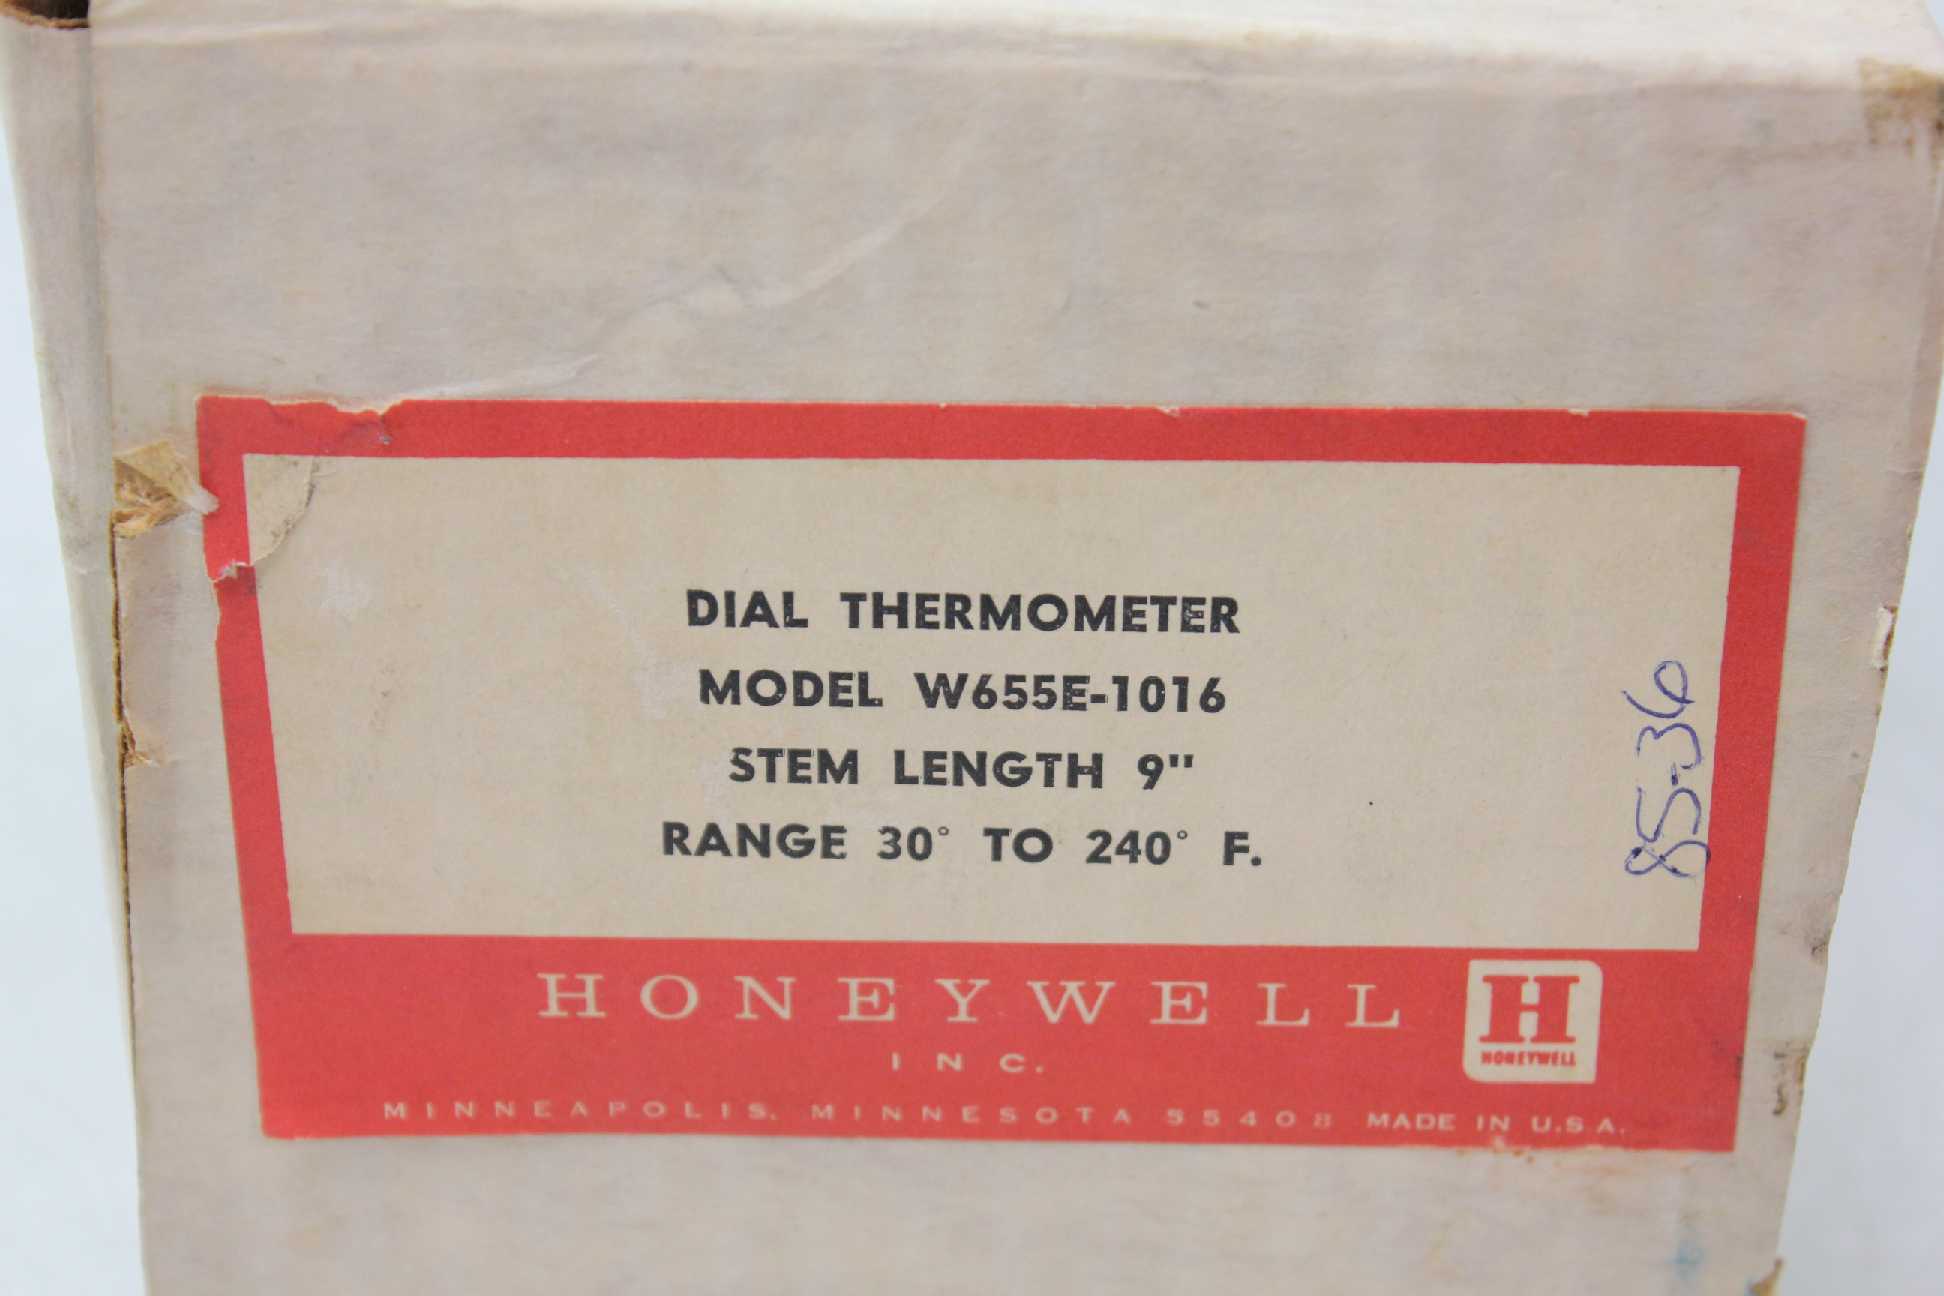 DIAL THERMOMETER
MODEL W655E-1016
STEM LENGTH 9"
RANGE 30° TO 240° F.
85-36
HONEYWELL
INC.
H
HONEYWELL
MINNEAPOLIS, MINNESOTA 55408 MADE IN U.S.A.